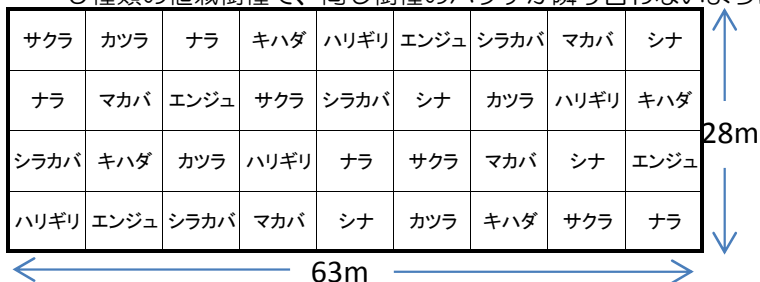 サクラ カツラ ナラ キハダ ハリギリ エンジュ シラカバ マカバ シナ
ナラ マカバ エンジュ サクラ シラカバ シナ カツラ ハリギリ キハダ
28m
シラカバ キハダ カツラ ハリギリ ナラ サクラ マカバ シナ エンジュ
ハリギリ エンジュ シラカバ マカバ シナ カツラ キハダ サクラ ナラ
63m